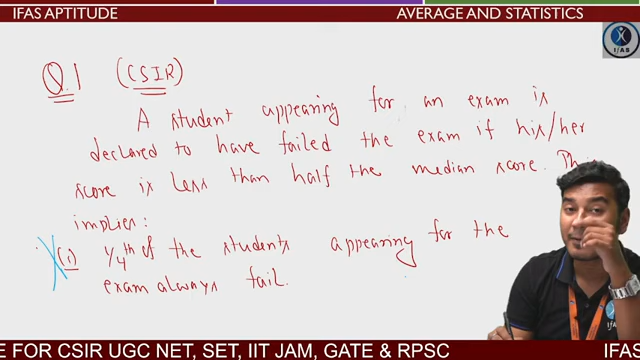 IFAS APTITUDE AVERAGE AND STATISTICS
IFAS
Q.1 (CSIR)
A student appearing for an exam is
declared to have failed the exam if his/her
score is less than half the median score.
implies:
(1) 1/4th of the students appearing for the
exam always fail.
E FOR CSIR UGC NET, SET, IIT JAM, GATE & RPSC IFAS